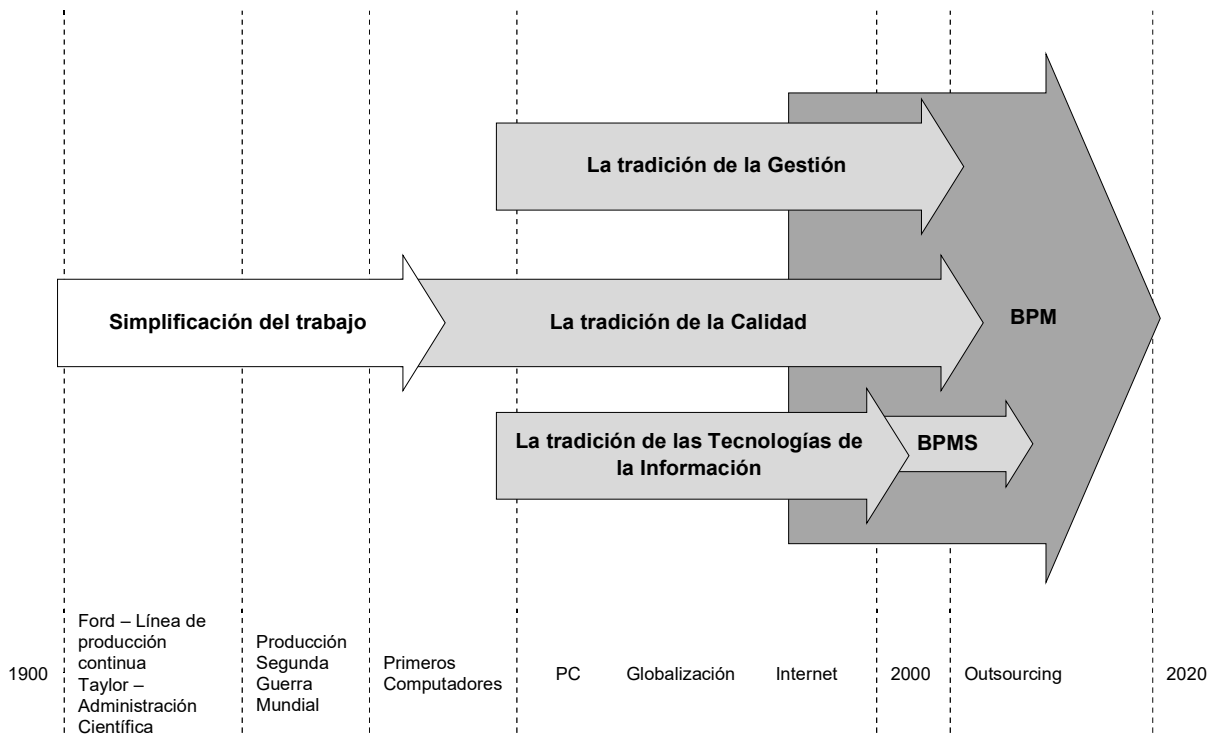 La tradición de la Gestión
Simplificación del trabajo
La tradición de la Calidad
BPM
La tradición de las Tecnologías de
la Información
BPMS
1900
Ford – Línea de
producción
continua
Taylor –
Administración
Científica
Producción
Segunda
Guerra
Mundial
Primeros
Computadores
PC
Globalización
Internet
2000
Outsourcing
2020